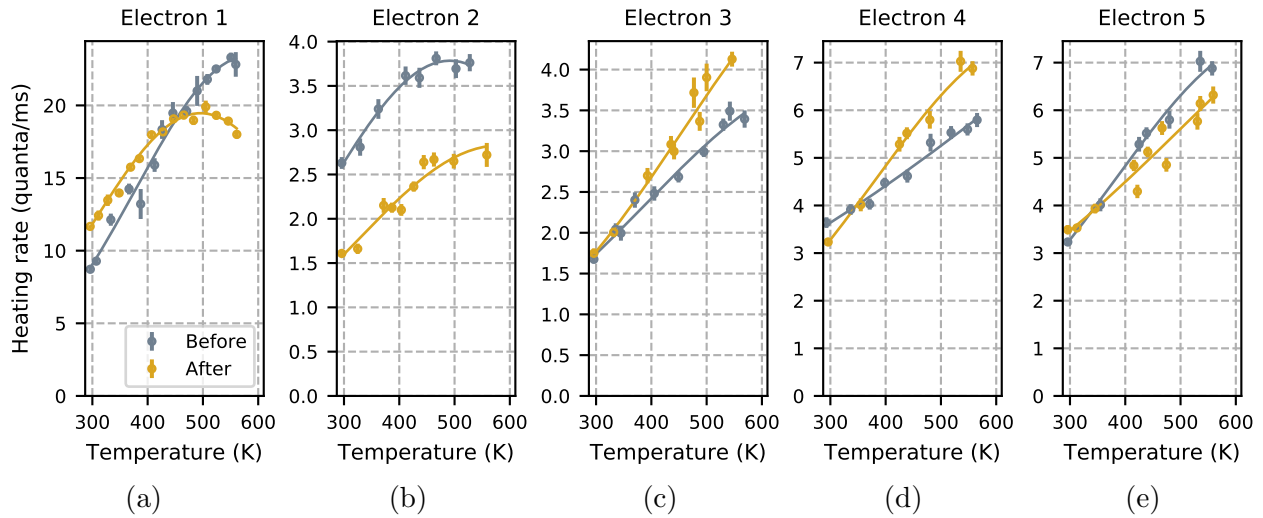 Electron 1 Electron 2 Electron 3 Electron 4 Electron 5
Heating rate (quanta/ms)
20
15
10
5
0
300 400 500 600
Temperature (K)
Before
After
(a)
4.0
3.5
3.0
2.5
2.0
1.5
1.0
0.5
0.0
300 400 500 600
Temperature (K)
(b)
4.0
3.5
3.0
2.5
2.0
1.5
1.0
0.5
0.0
300 400 500 600
Temperature (K)
(c)
7
6
5
4
3
2
1
0
300 400 500 600
Temperature (K)
(d)
7
6
5
4
3
2
1
0
300 400 500 600
Temperature (K)
(e)